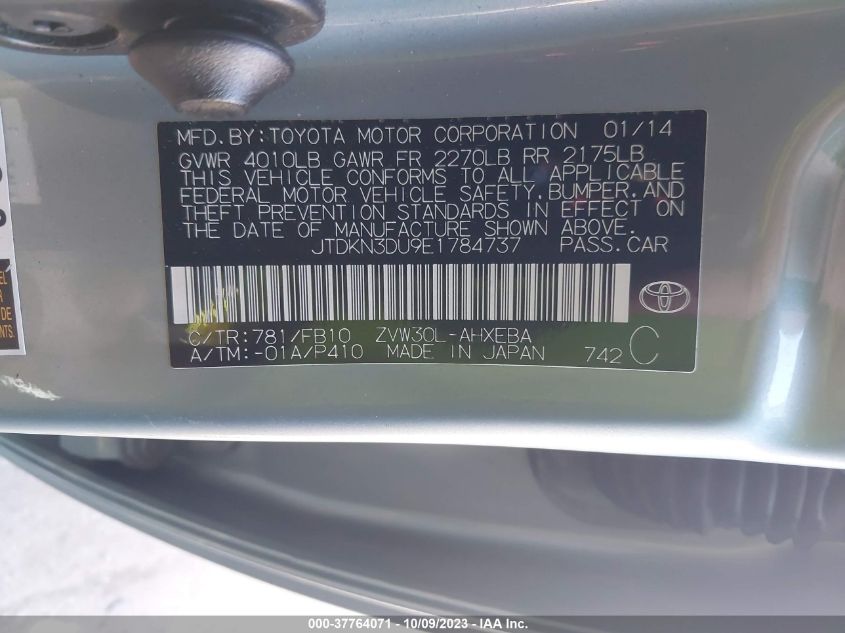 MFD.BY:TOYOTA MOTOR CORPORATION 01/14
GVWR 4010LB GAWR FR 2270LB RR 2175LB
THIS VEHICLE CONFORMS TO ALL APPLICABLE
FEDERAL MOTOR VEHICLE SAFETY,BUMPER,AND
THEFT PREVENTION STANDARDS IN EFFECT ON
THE DATE OF MANUFACTURE SHOWN ABOVE.
JTDKN3DU9E1784737 PASS.CAR
C/TR:781/FB10 ZVW30L-AHXEBA
A/TM:-01A/P410 MADE IN JAPAN 742 C
EL
DE
NTS
000-37764071 - 10/09/2023 - IAA Inc.